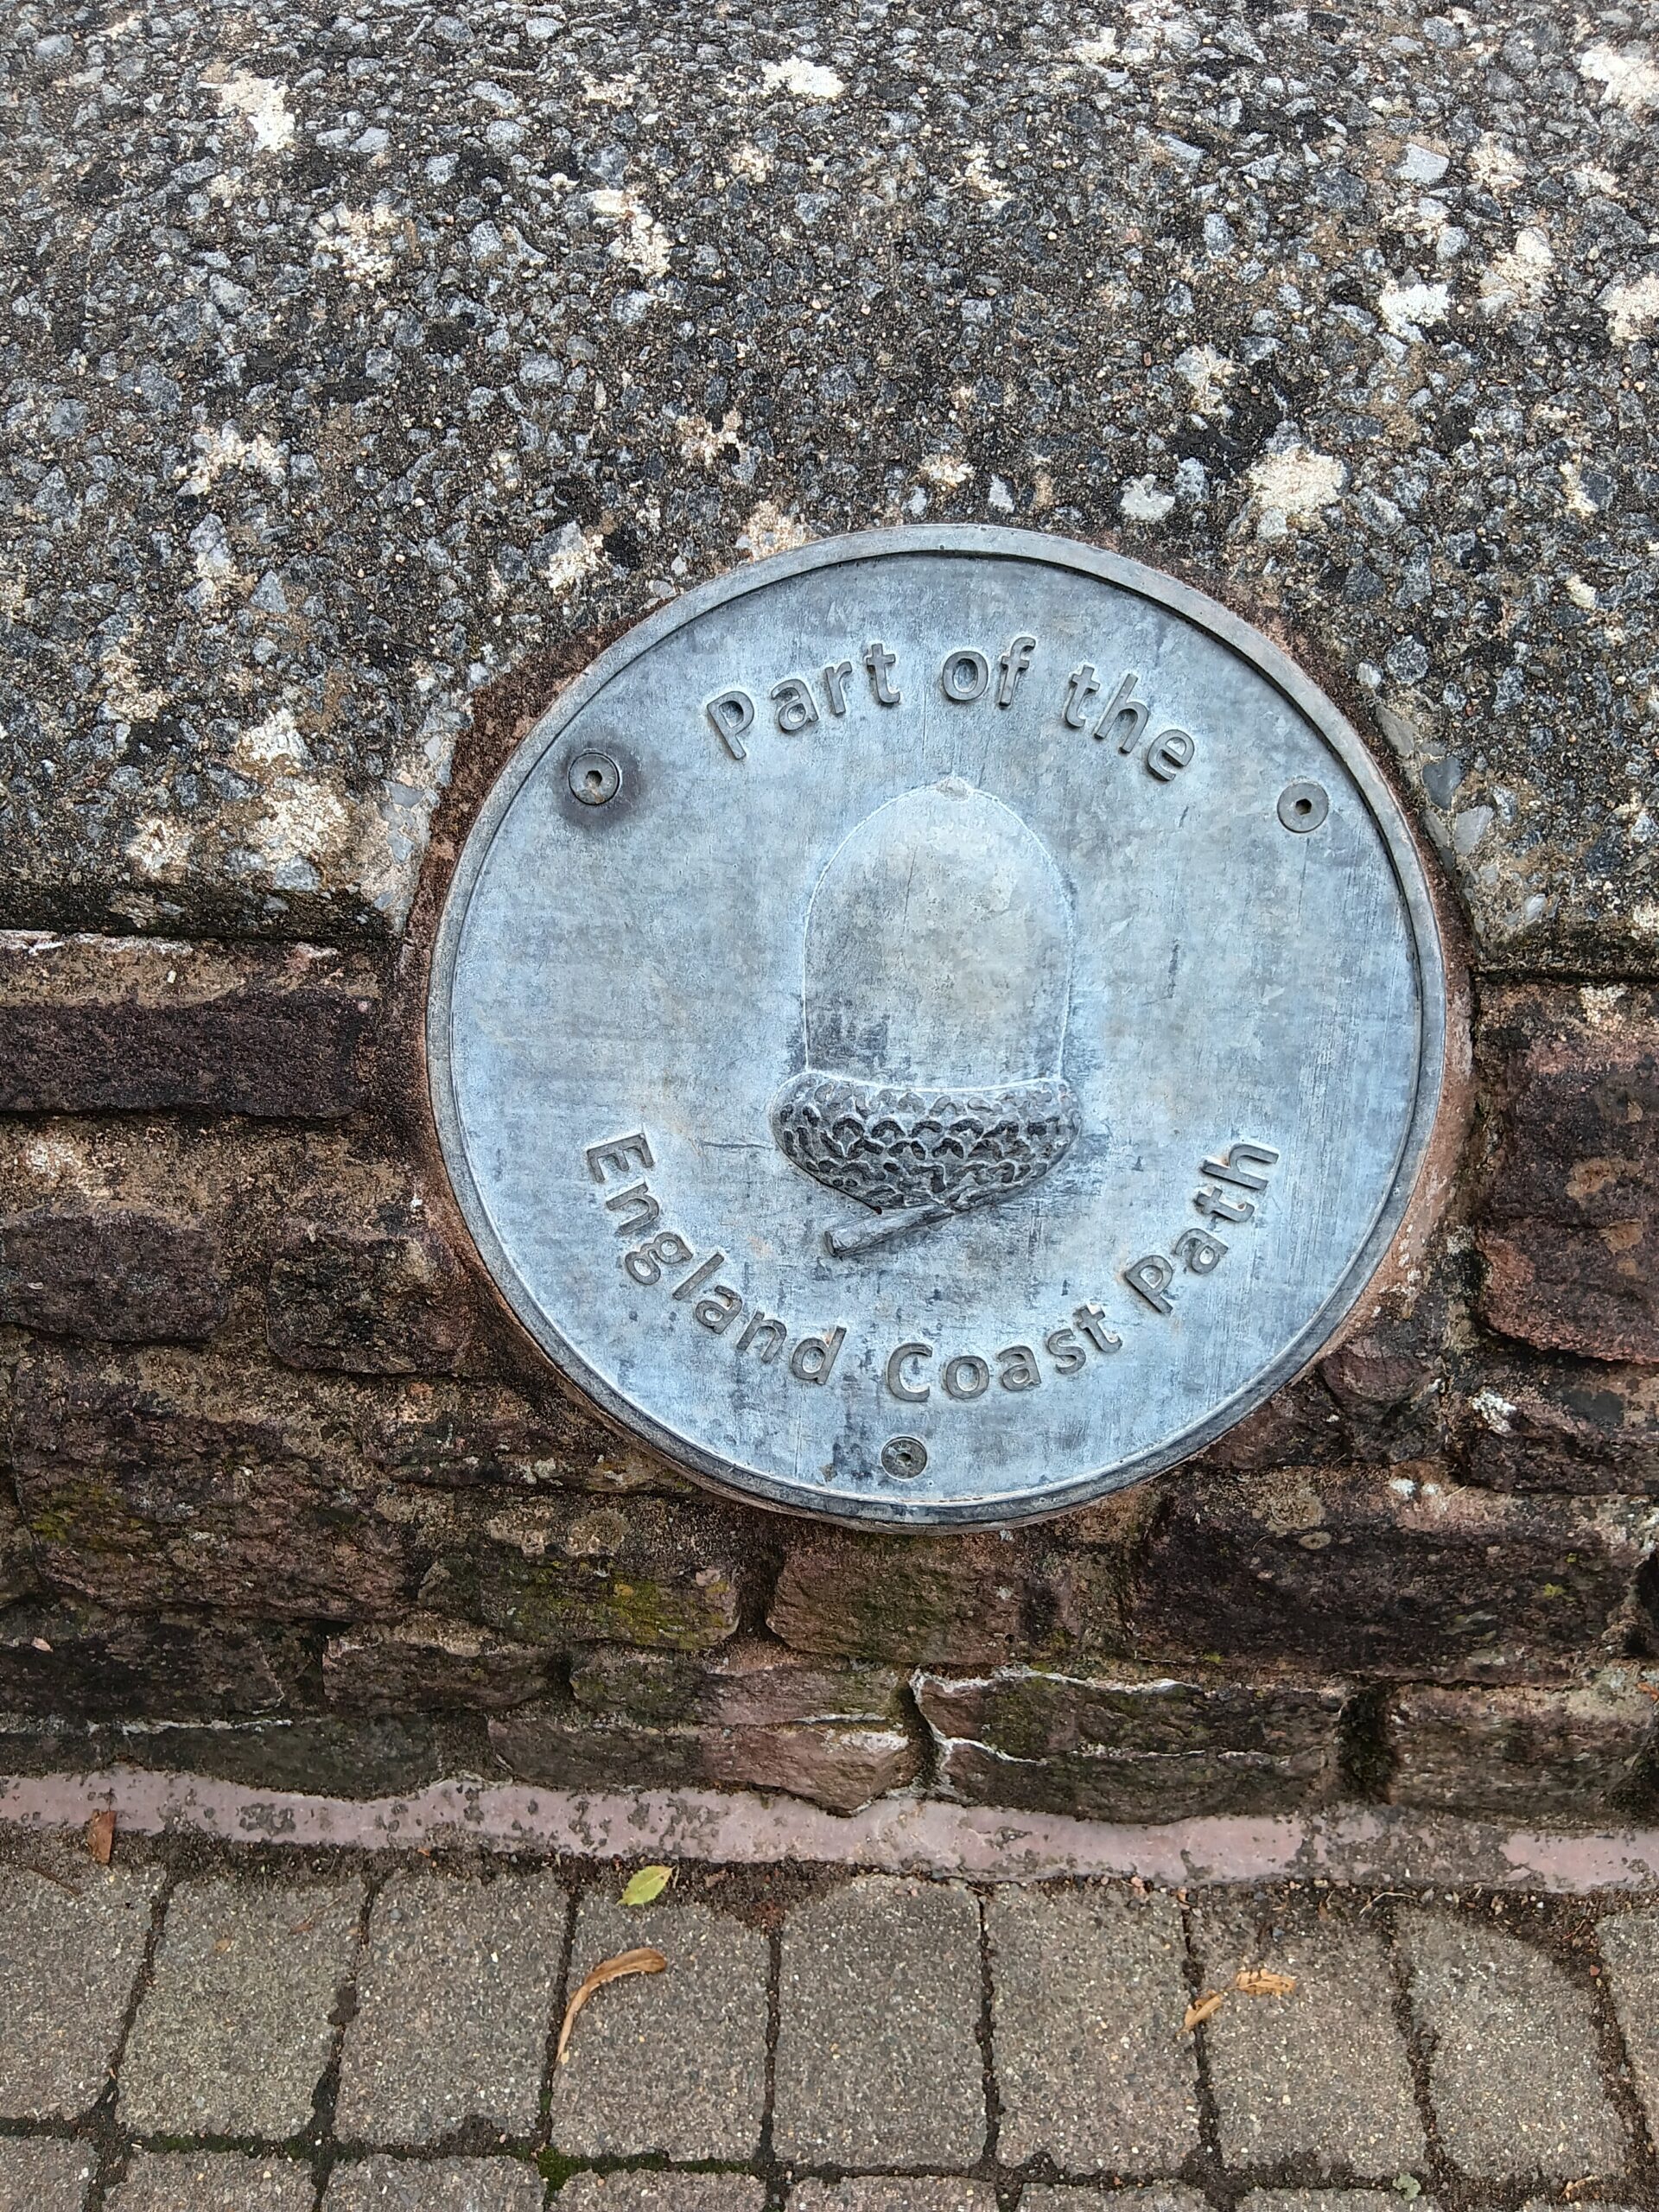 Part of the
England Coast Path